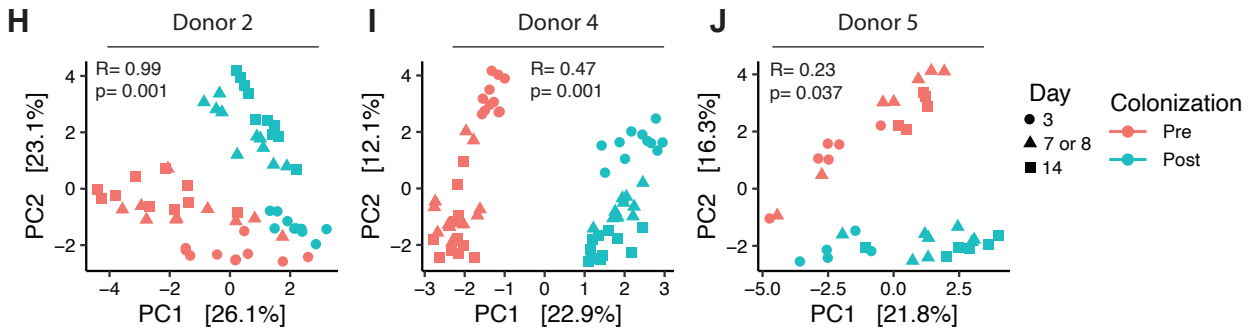 H
Donor 2
R= 0.99
p= 0.001
PC2 [23.1%]
4
2
0
−2
−4
−2
0
2
PC1 [26.1%]
I
Donor 4
R= 0.47
p= 0.001
PC2 [12.1%]
4
2
0
−2
−3
−2
−1
0
1
2
3
PC1 [22.9%]
J
Donor 5
R= 0.23
p= 0.037
PC2 [16.3%]
4
2
0
−2
−5.0
−2.5
0.0
2.5
PC1 [21.8%]
Day
3
7 or 8
14
Colonization
Pre
Post